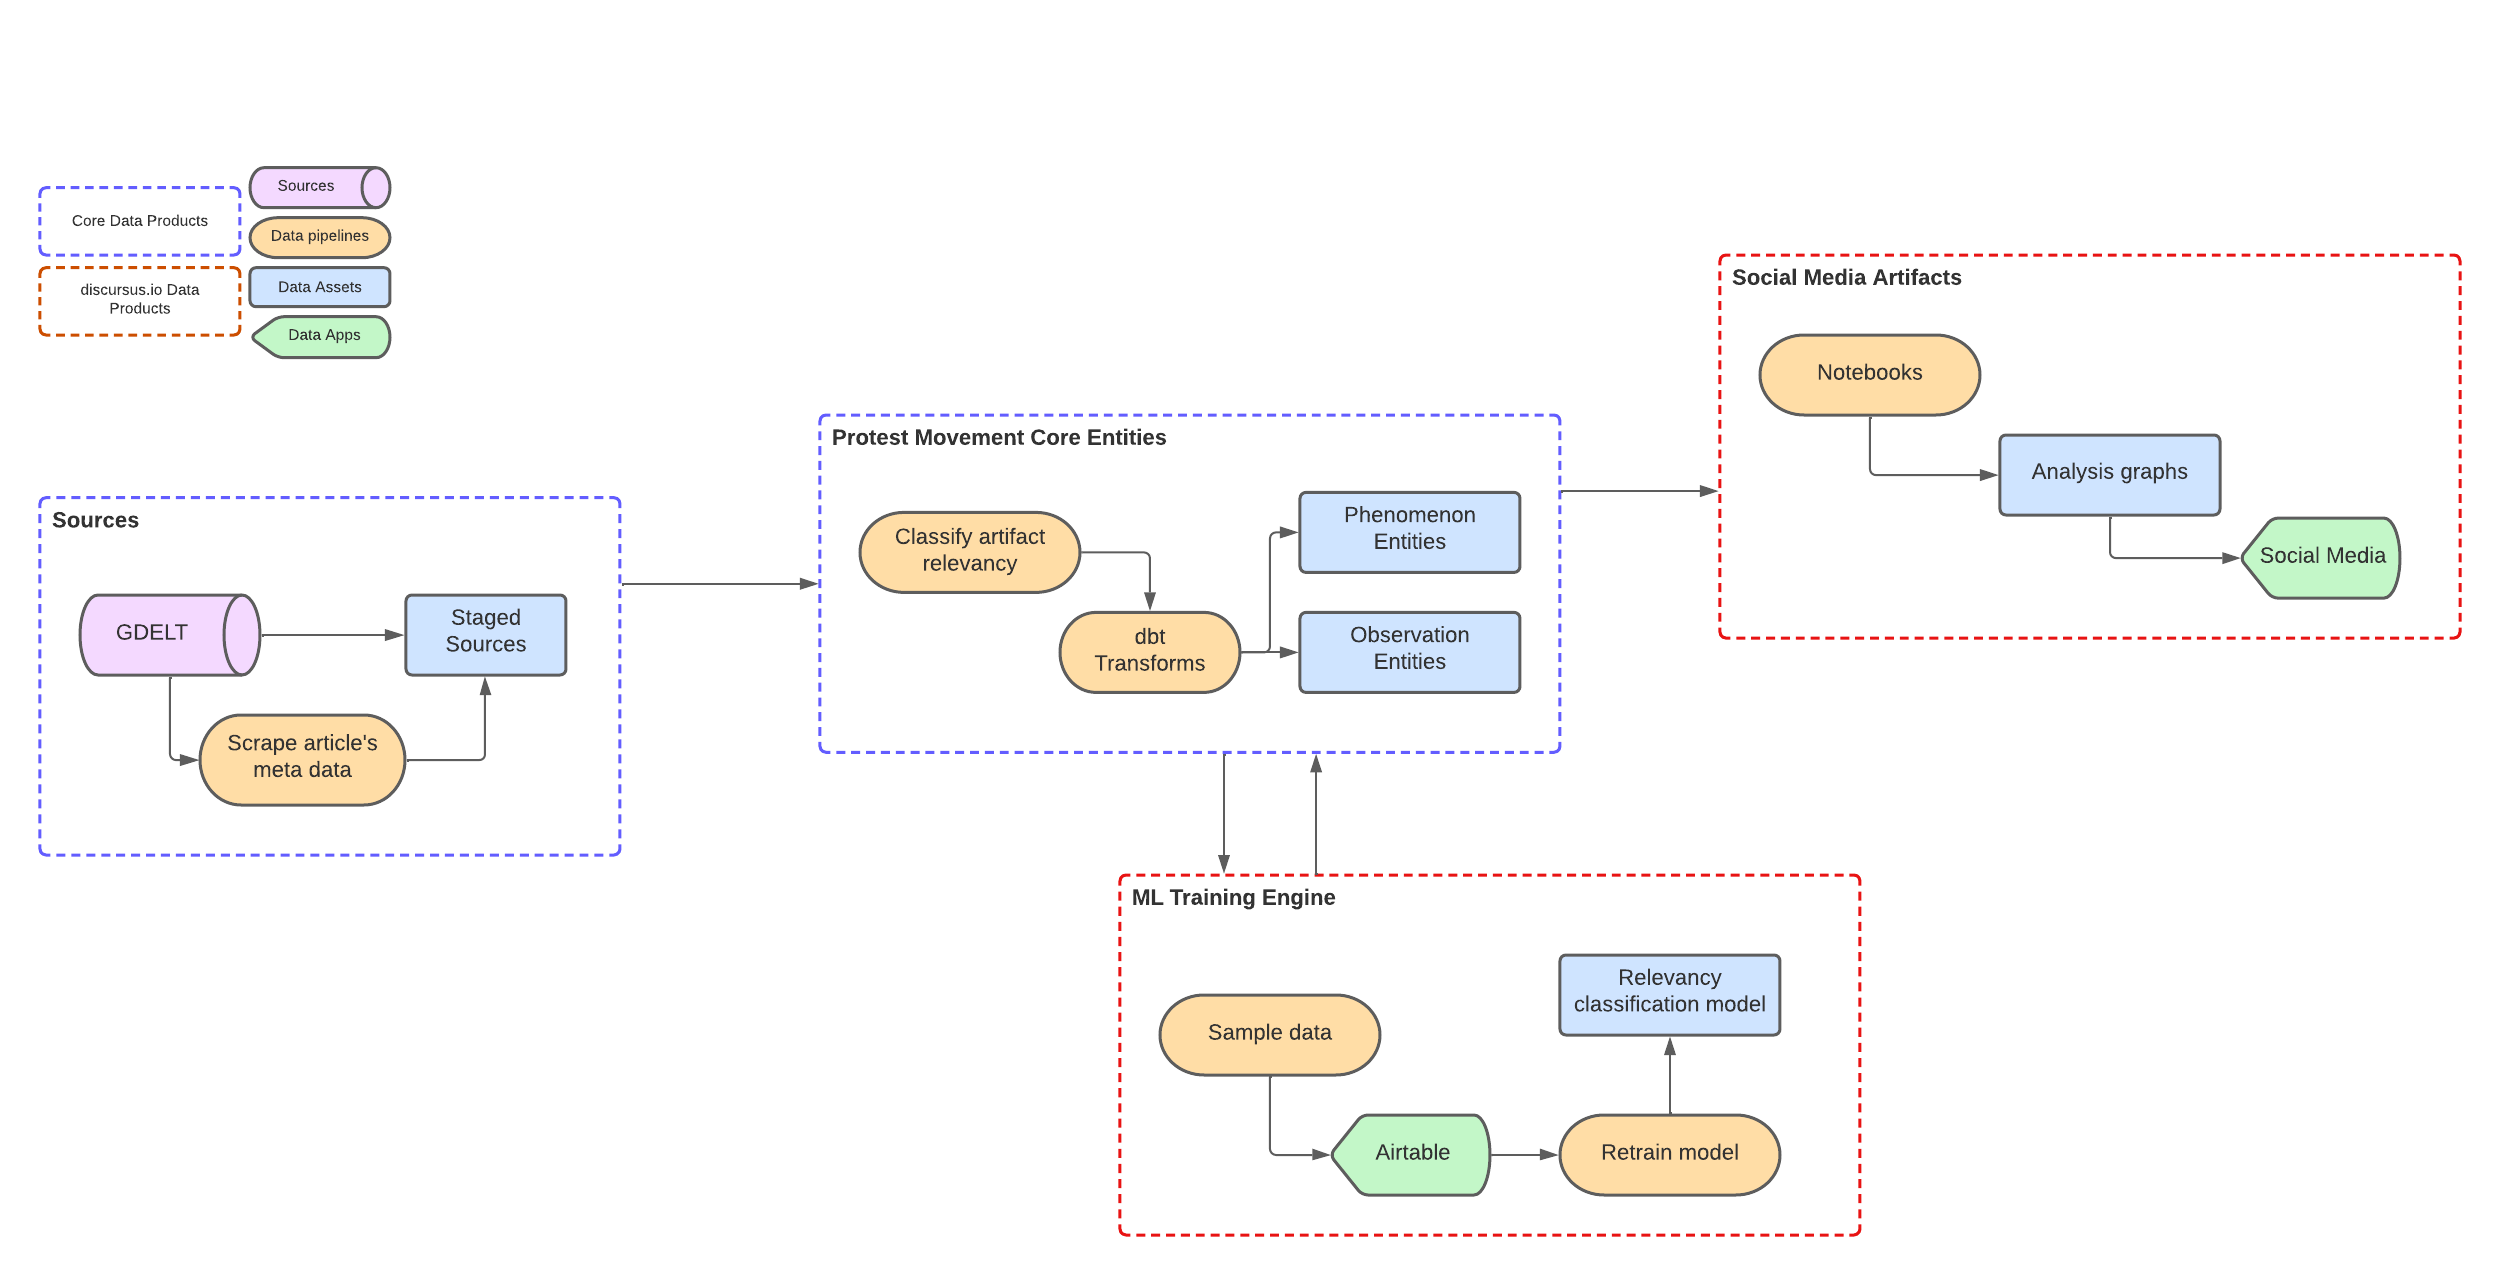 Sources
Core Data Products
Data pipelines
discursus.io Data
Products
Data Assets
Data Apps
Social Media Artifacts
Notebooks
Analysis graphs
Social Media
Protest Movement Core Entities
Classify artifact
relevancy
Phenomenon
Entities
dbt
Transforms
Observation
Entities
Sources
GDELT
Staged
Sources
Scrape article's
meta data
ML Training Engine
Relevancy
classification model
Sample data
Airtable
Retrain model